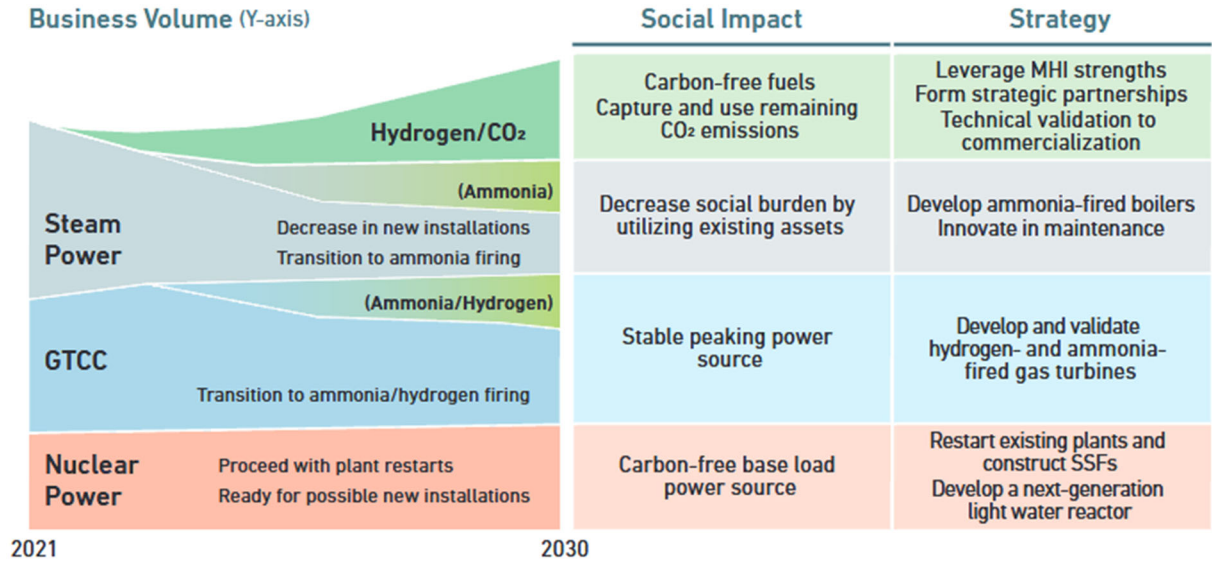 Business Volume (Y-axis)
Social Impact
Strategy
Hydrogen/CO₂
Carbon-free fuels
Capture and use remaining
CO₂ emissions
Leverage MHI strengths
Form strategic partnerships
Technical validation to
commercialization
(Ammonia)
Steam
Power
Decrease in new installations
Transition to ammonia firing
Decrease social burden by
utilizing existing assets
Develop ammonia-fired boilers
Innovate in maintenance
(Ammonia/Hydrogen)
GTCC
Transition to ammonia/hydrogen firing
Stable peaking power
source
Develop and validate
hydrogen- and ammonia-
fired gas turbines
Nuclear
Power
Proceed with plant restarts
Ready for possible new installations
Carbon-free base load
power source
Restart existing plants and
construct SSFs
Develop a next-generation
light water reactor
2021
2030